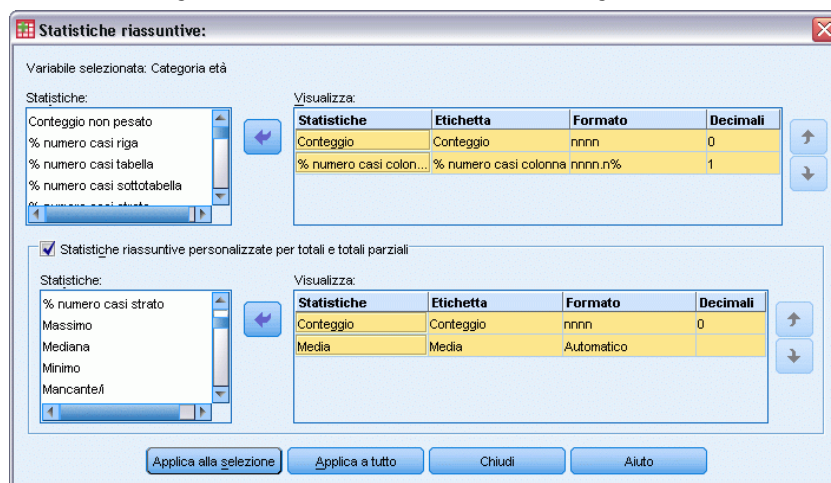 Statistiche riassuntive:
Variabile selezionata: Categoria età
Statistiche:
Conteggio non pesato
% numero casi riga
% numero casi tabella
% numero casi sottotabella
% numero casi strato
Visualizza:
Statistiche Etichetta Formato Decimali
Conteggio Conteggio nnnn 0
% numero casi colon... % numero casi colonna nnnn.n% 1
Statistiche riassuntive personalizzate per totali e totali parziali
Statistiche:
% numero casi strato
Massimo
Mediana
Minimo
Mancante/i
Visualizza:
Statistiche Etichetta Formato Decimali
Conteggio Conteggio nnnn 0
Media Media Automatico
Applica alla selezione Applica a tutto Chiudi Aiuto